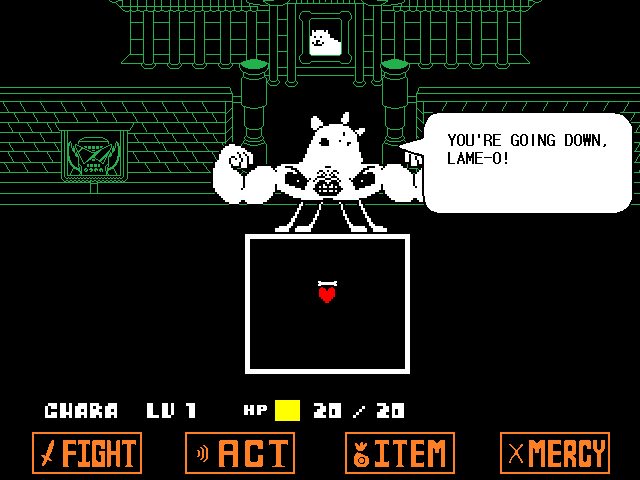 YOU'RE GOING DOWN,
LAME-O!
CHARA LV 1 HP 20 / 20
FIGHT ACT ITEM MERCY